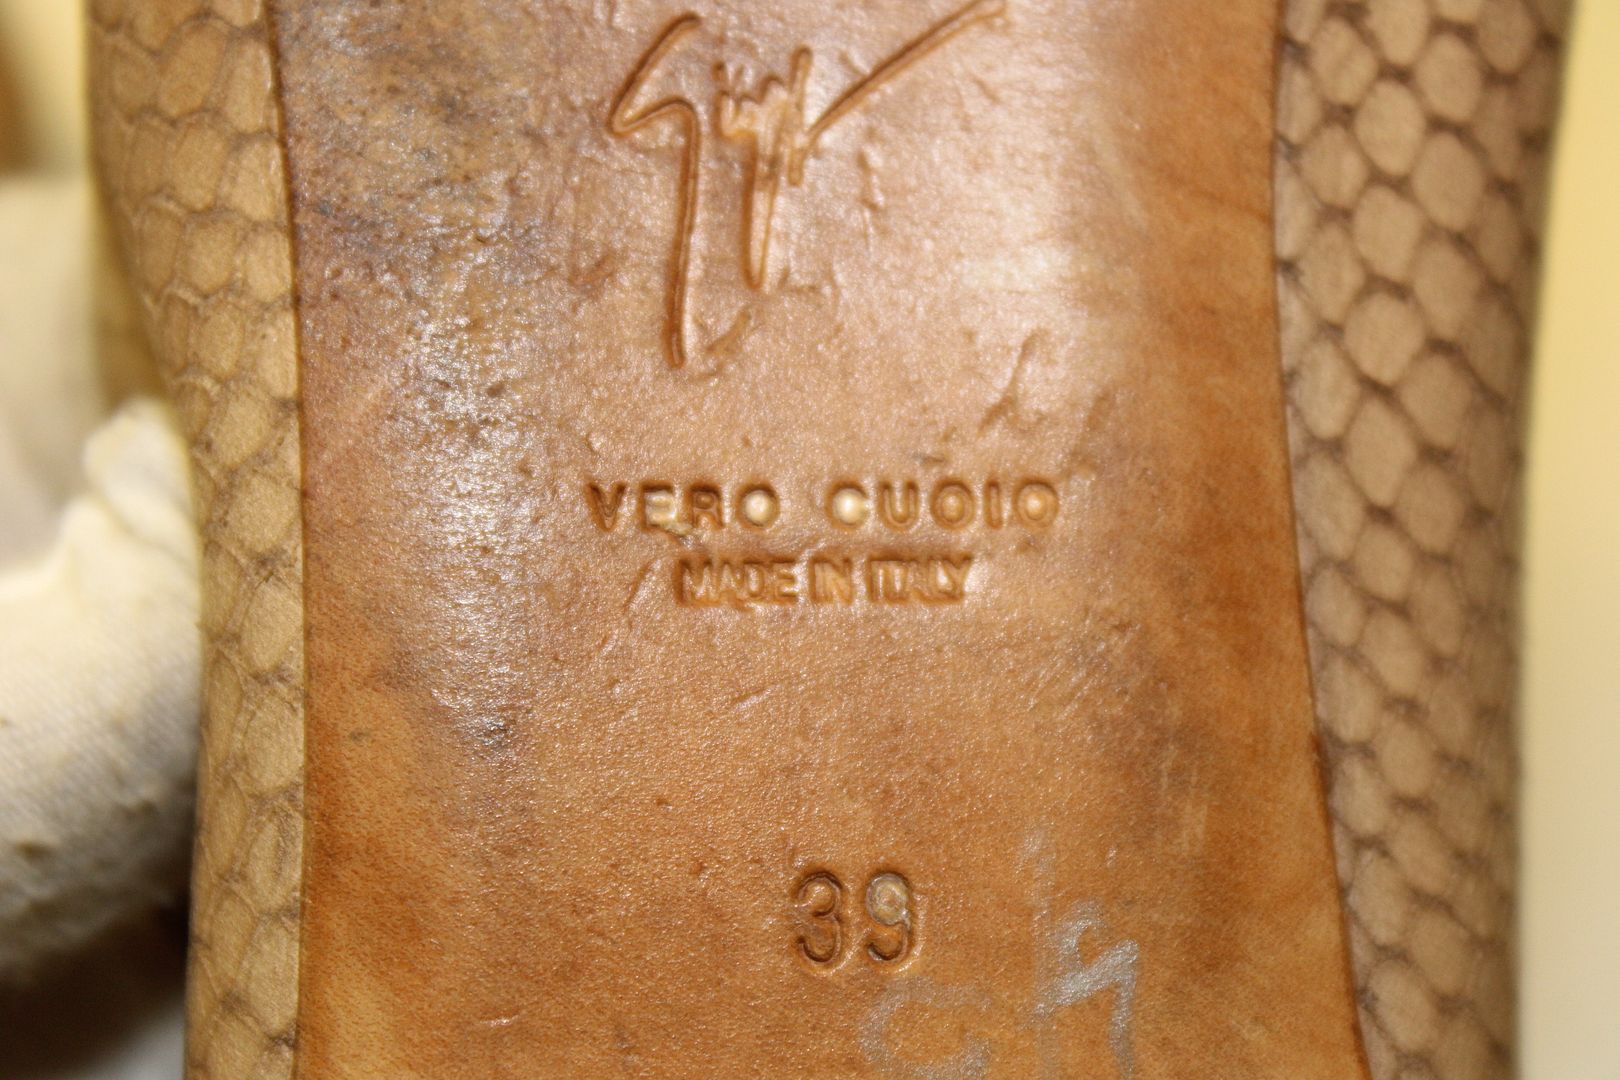 VERO CUOIO
MADE IN ITALY
39